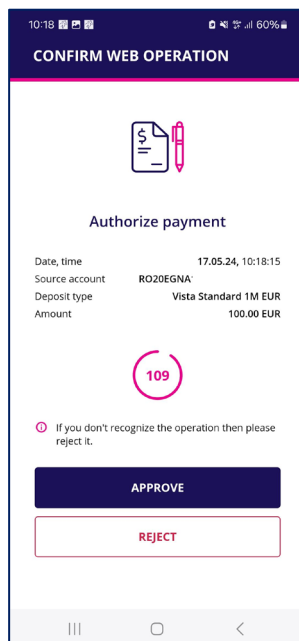 10:18 60%
CONFIRM WEB OPERATION
$
Authorize payment
Date, time 17.05.24, 10:18:15
Source account RO20EGNA
Deposit type Vista Standard 1M EUR
Amount 100.00 EUR
109
If you don't recognize the operation then please
reject it.
APPROVE
REJECT